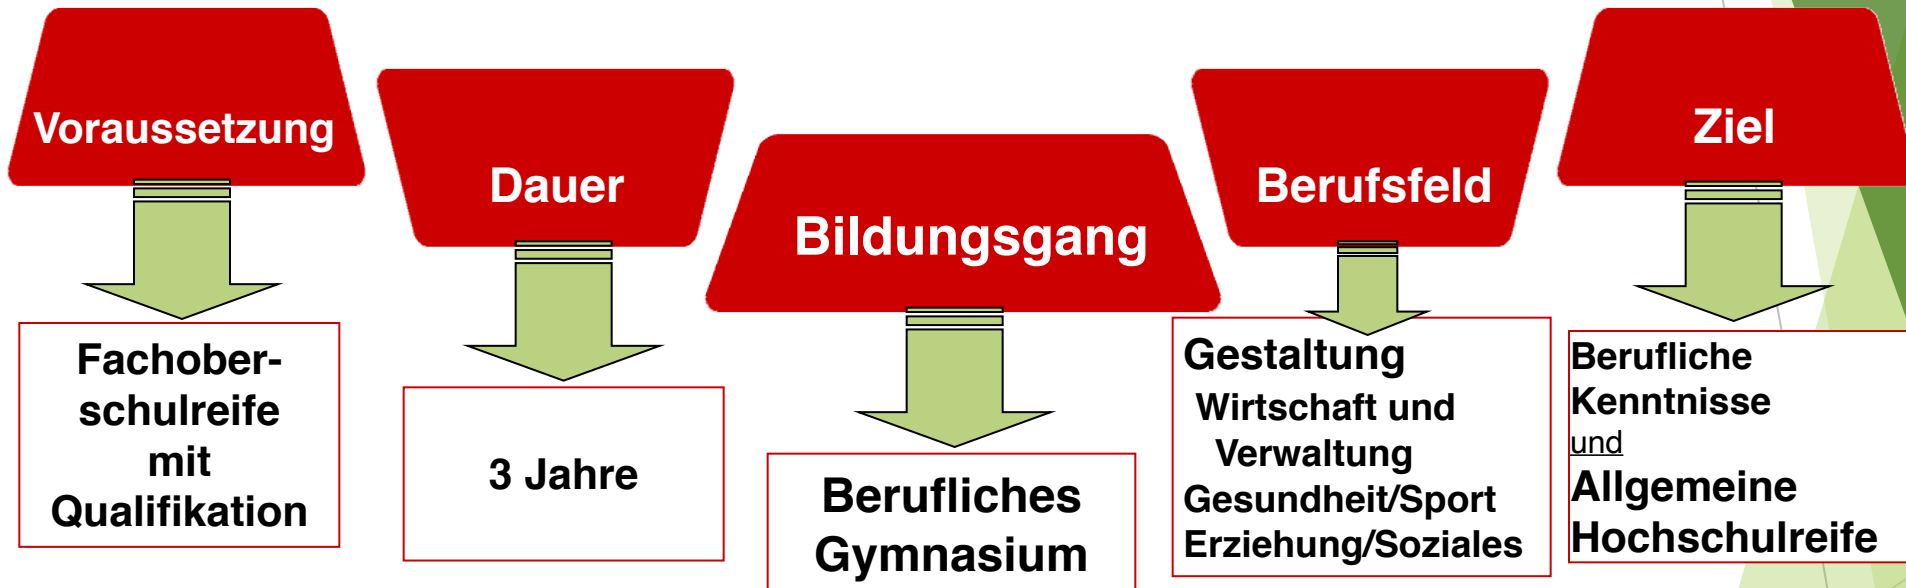 Voraussetzung
Fachober-
schulreife
mit
Qualifikation
Dauer
3 Jahre
Bildungsgang
Berufliches
Gymnasium
Berufsfeld
Gestaltung
Wirtschaft und
Verwaltung
Gesundheit/Sport
Erziehung/Soziales
Ziel
Berufliche
Kenntnisse
und
Allgemeine
Hochschulreife